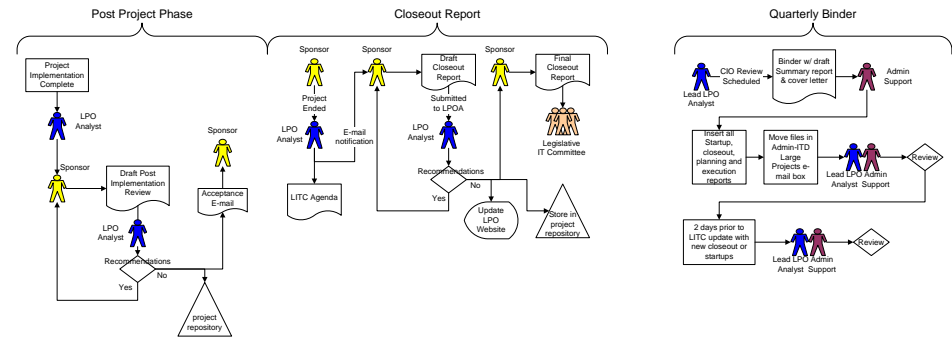 Post Project Phase
Project
Implementation
Complete
LPO
Analyst
Sponsor
Draft Post
Implementation
Review
LPO
Analyst
Recommendations
No
Yes
project
repository
Sponsor
Acceptance
E-mail
Closeout Report
Sponsor
Project
Ended
LPO
Analyst
LITC Agenda
E-mail
notification
Sponsor
Draft
Closeout
Report
Submitted
to LPOA
LPO
Analyst
Recommendations
No
Yes
Sponsor
Final
Closeout
Report
Legislative
IT Committee
Update
LPO
Website
Store in
project
repository
Quarterly Binder
Lead LPO
Analyst
CIO Review
Scheduled
Binder w/ draft
Summary report
& cover letter
Admin
Support
Insert all
Startup,
closeout,
planning and
execution
reports
Move files in
Admin-ITD
Large
Projects e-
mail box
Lead LPO Admin
Analyst Support
Review
2 days prior to
LITC update with
new closeout or
startups
Lead LPO Admin
Analyst Support
Review